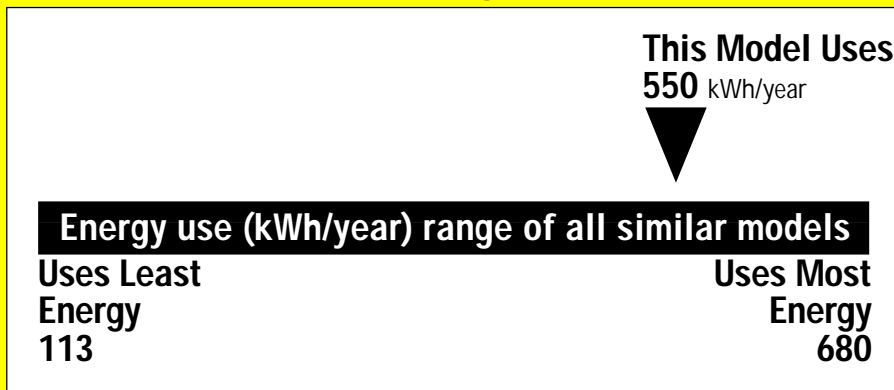 This Model Uses
550 kWh/year
Energy use (kWh/year) range of all similar models
Uses Least
Energy
113
Uses Most
Energy
680